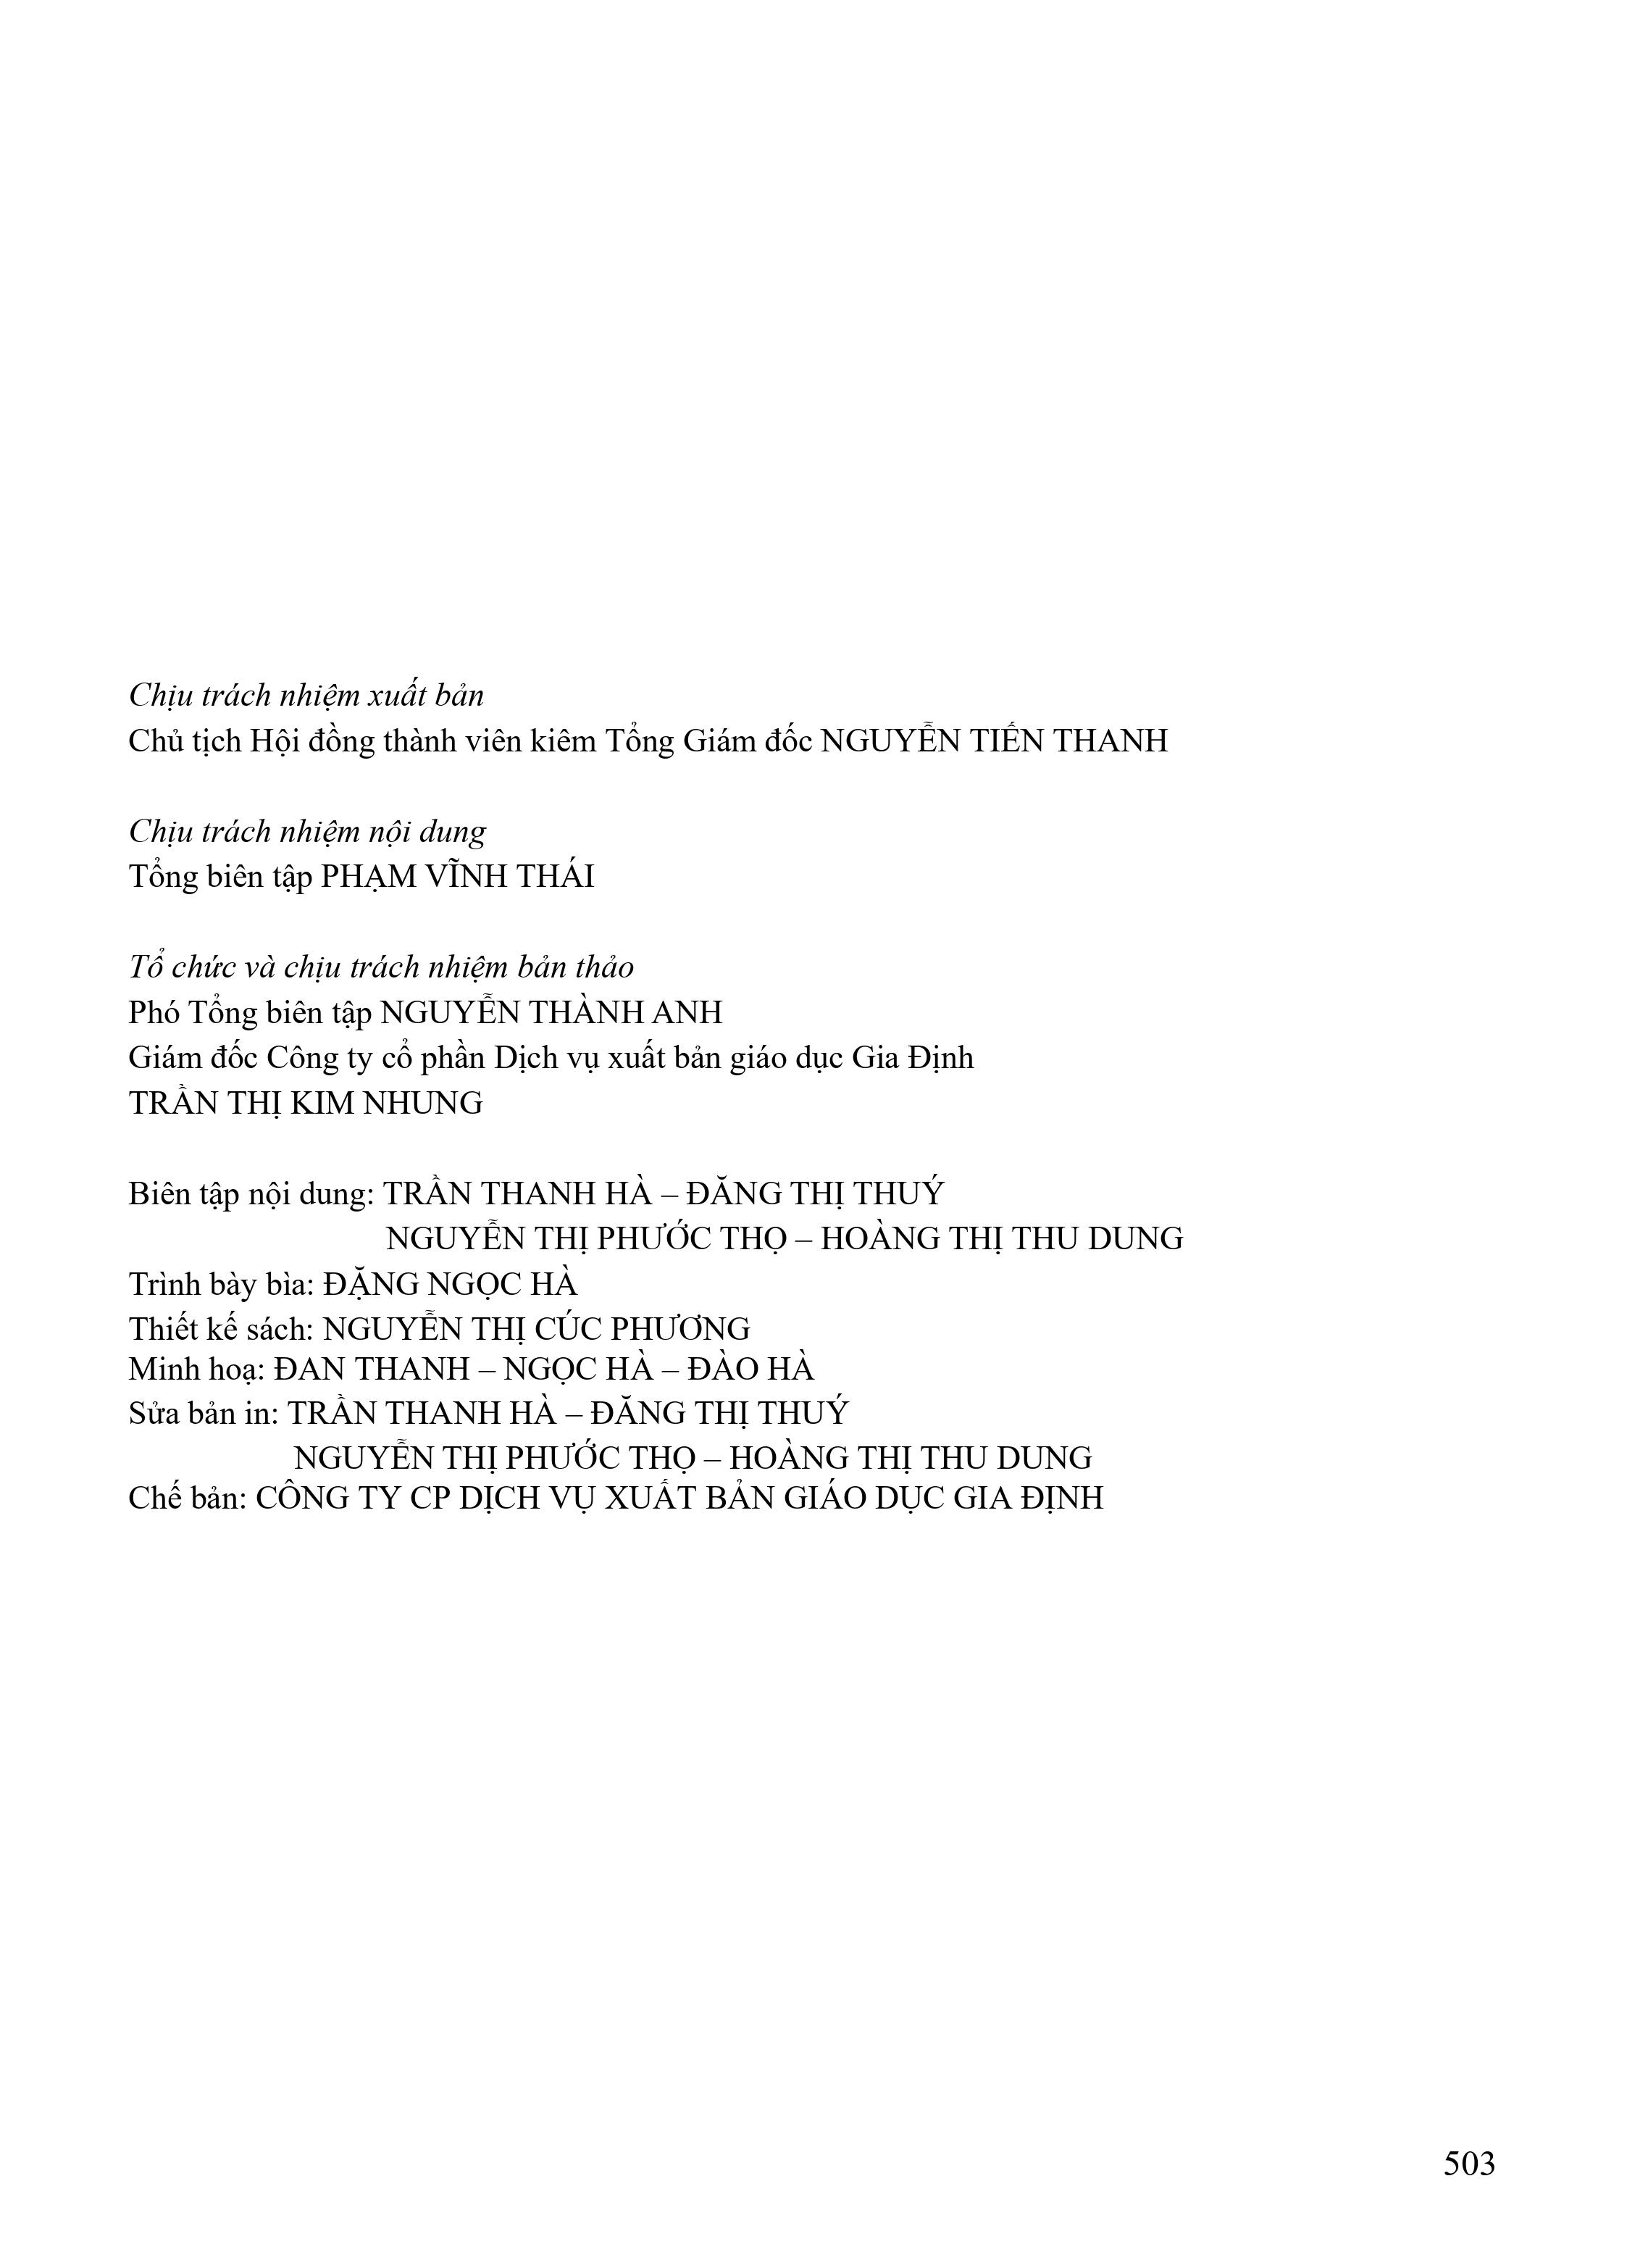 Chịu trách nhiệm xuất bản
Chủ tịch Hội đồng thành viên kiêm Tổng Giám đốc NGUYỄN TIẾN THANH
Chịu trách nhiệm nội dung
Tổng biên tập PHẠM VĨNH THÁI
Tổ chức và chịu trách nhiệm bản thảo
Phó Tổng biên tập NGUYỄN THÀNH ANH
Giám đốc Công ty cổ phần Dịch vụ xuất bản giáo dục Gia Định
TRẦN THỊ KIM NHUNG
Biên tập nội dung: TRẦN THANH HÀ – ĐĂNG THỊ THUÝ
NGUYỄN THỊ PHƯỚC THỌ – HOÀNG THỊ THU DUNG
Trình bày bìa: ĐẶNG NGỌC HÀ
Thiết kế sách: NGUYỄN THỊ CÚC PHƯƠNG
Minh hoạ: ĐAN THANH – NGỌC HÀ – ĐÀO HÀ
Sửa bản in: TRẦN THANH HÀ – ĐĂNG THỊ THUÝ
NGUYỄN THỊ PHƯỚC THỌ – HOÀNG THỊ THU DUNG
Chế bản: CÔNG TY CP DỊCH VỤ XUẤT BẢN GIÁO DỤC GIA ĐỊNH
503